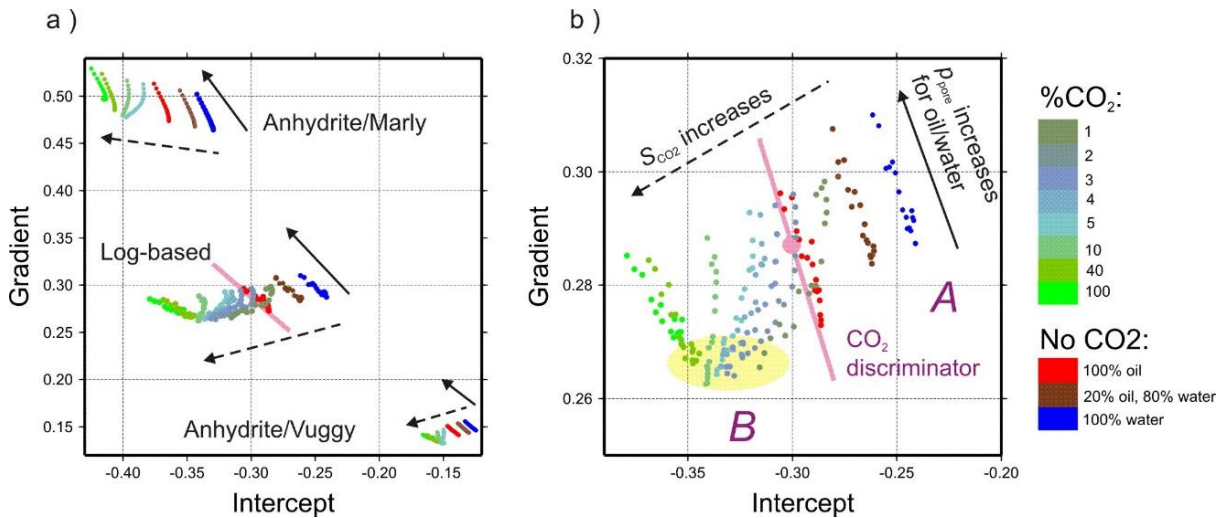 a )
0.50
0.45
0.40
0.35
0.30
0.25
0.20
0.15
Gradient
Anhydrite/Marly
Log-based
Anhydrite/Vuggy
-0.40
-0.35
-0.30
-0.25
-0.20
-0.15
Intercept
b )
0.32
0.30
0.28
0.26
Gradient
S_CO2 increases
p_pore increases
for oil/water
A
CO₂
discriminator
B
-0.35
-0.30
-0.25
-0.20
Intercept
%CO₂:
1
2
3
4
5
10
40
100
No CO2:
100% oil
20% oil, 80% water
100% water